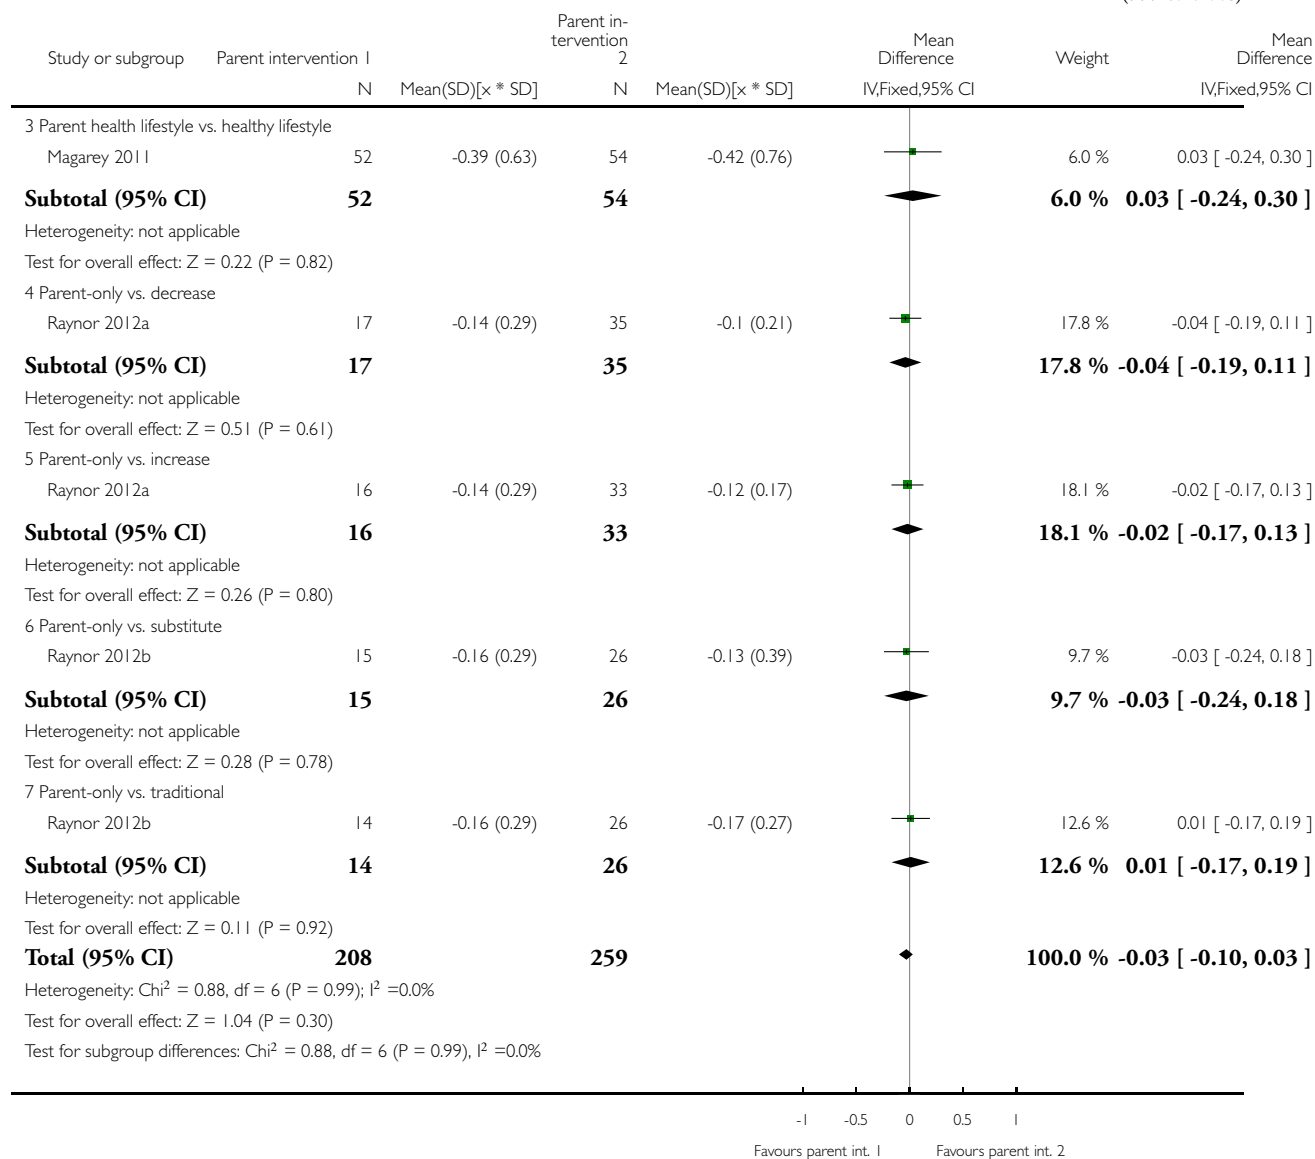 Study or subgroup Parent intervention 1 Parent in-tervention 2 Mean Difference Weight Mean Difference
N Mean(SD)[x * SD] N Mean(SD)[x * SD] IV,Fixed,95% CI IV,Fixed,95% CI
3 Parent health lifestyle vs. healthy lifestyle
Magarey 2011 52 -0.39 (0.63) 54 -0.42 (0.76) 6.0 % 0.03 [ -0.24, 0.30 ]
Subtotal (95% CI) 52 54 6.0 % 0.03 [ -0.24, 0.30 ]
Heterogeneity: not applicable
Test for overall effect: Z = 0.22 (P = 0.82)
4 Parent-only vs. decrease
Raynor 2012a 17 -0.14 (0.29) 35 -0.1 (0.21) 17.8 % -0.04 [ -0.19, 0.11 ]
Subtotal (95% CI) 17 35 17.8 % -0.04 [ -0.19, 0.11 ]
Heterogeneity: not applicable
Test for overall effect: Z = 0.51 (P = 0.61)
5 Parent-only vs. increase
Raynor 2012a 16 -0.14 (0.29) 33 -0.12 (0.17) 18.1 % -0.02 [ -0.17, 0.13 ]
Subtotal (95% CI) 16 33 18.1 % -0.02 [ -0.17, 0.13 ]
Heterogeneity: not applicable
Test for overall effect: Z = 0.26 (P = 0.80)
6 Parent-only vs. substitute
Raynor 2012b 15 -0.16 (0.29) 26 -0.13 (0.39) 9.7 % -0.03 [ -0.24, 0.18 ]
Subtotal (95% CI) 15 26 9.7 % -0.03 [ -0.24, 0.18 ]
Heterogeneity: not applicable
Test for overall effect: Z = 0.28 (P = 0.78)
7 Parent-only vs. traditional
Raynor 2012b 14 -0.16 (0.29) 26 -0.17 (0.27) 12.6 % 0.01 [ -0.17, 0.19 ]
Subtotal (95% CI) 14 26 12.6 % 0.01 [ -0.17, 0.19 ]
Heterogeneity: not applicable
Test for overall effect: Z = 0.11 (P = 0.92)
Total (95% CI) 208 259 100.0 % -0.03 [ -0.10, 0.03 ]
Heterogeneity: Chi² = 0.88, df = 6 (P = 0.99); I² =0.0%
Test for overall effect: Z = 1.04 (P = 0.30)
Test for subgroup differences: Chi² = 0.88, df = 6 (P = 0.99), I² =0.0%
-1 -0.5 0 0.5 1
Favours parent int. 1 Favours parent int. 2